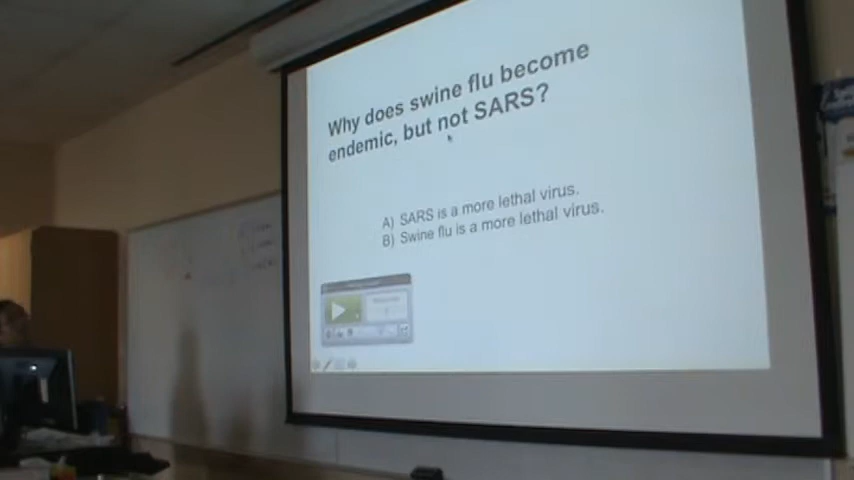 Why does swine flu become
endemic, but not SARS?
A) SARS is a more lethal virus.
B) Swine flu is a more lethal virus.